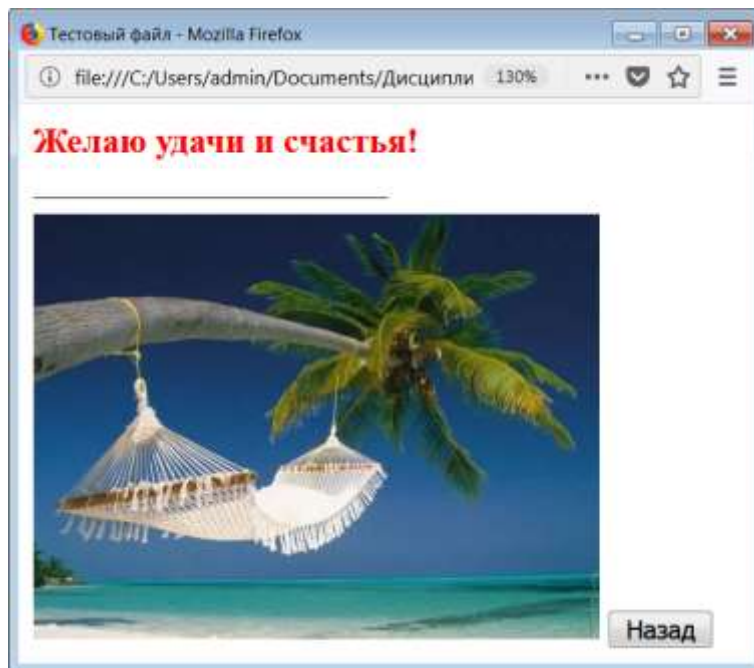 Тестовый файл - Mozilla Firefox
file:///C:/Users/admin/Documents/Дисципли 130%
Желаю удачи и счастья!
Назад